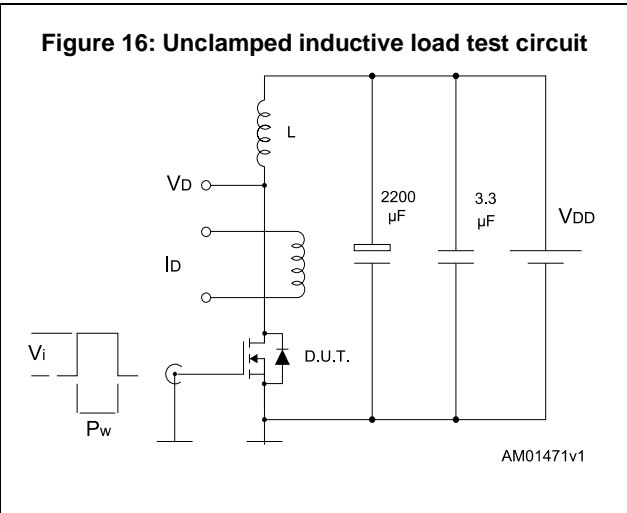 Figure 16: Unclamped inductive load test circuit
L
VD
2200
µF
3.3
µF
VDD
ID
Vi
D.U.T.
Pw
AM01471v1